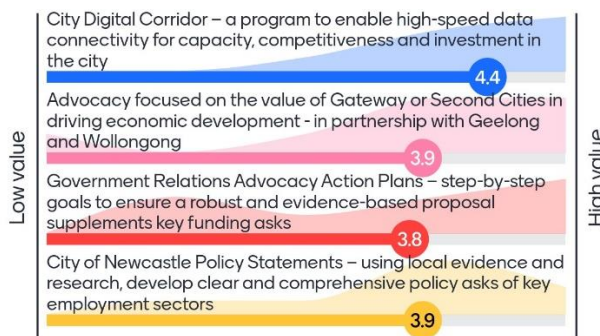 City Digital Corridor – a program to enable high-speed data
connectivity for capacity, competitiveness and investment in
the city
4.4
Advocacy focused on the value of Gateway or Second Cities in
driving economic development - in partnership with Geelong
and Wollongong
3.9
Government Relations Advocacy Action Plans – step-by-step
goals to ensure a robust and evidence-based proposal
supplements key funding asks
3.8
City of Newcastle Policy Statements – using local evidence and
research, develop clear and comprehensive policy asks of key
employment sectors
3.9
Low value
High value